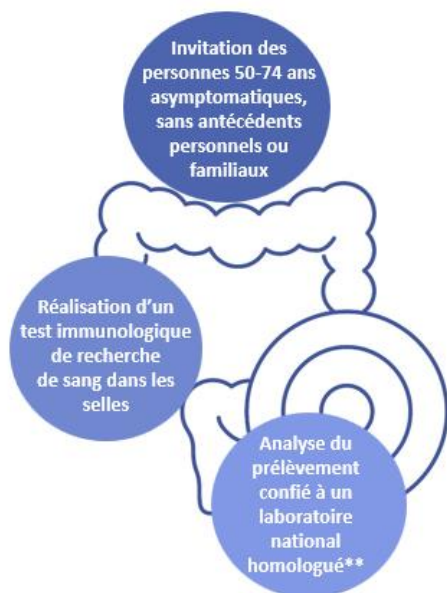 Invitation des
personnes 50-74 ans
asymptomatiques,
sans antécédents
personnels ou
familiaux
Réalisation d’un
test immunologique
de recherche
de sang dans les
selles
Analyse du
prélèvement
confié à un
laboratoire
national
homologué**